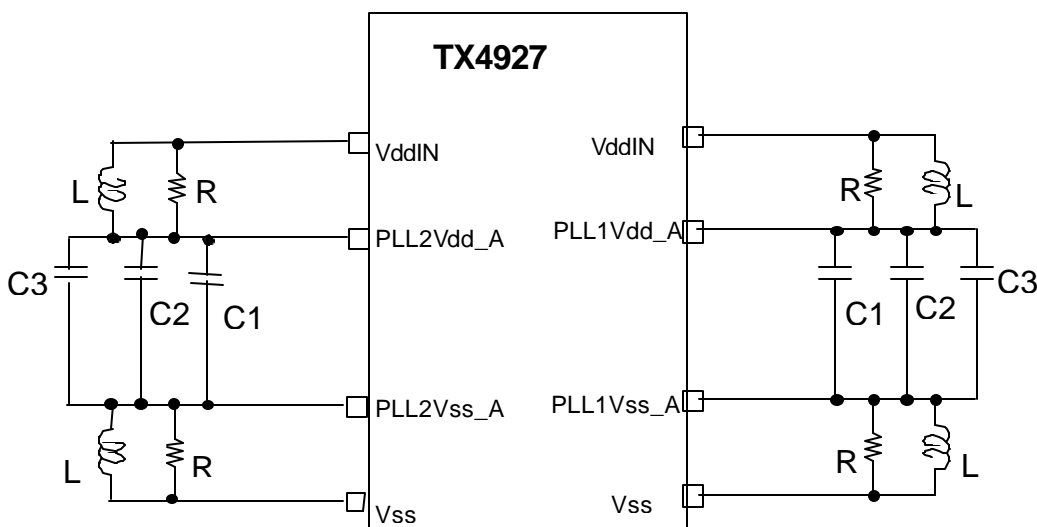 TX4927
VddIN
VddIN
L
R
R
L
PLL2Vdd_A
PLL1Vdd_A
C3
C2
C1
C1
C2
C3
PLL2Vss_A
PLL1Vss_A
L
R
R
L
Vss
Vss